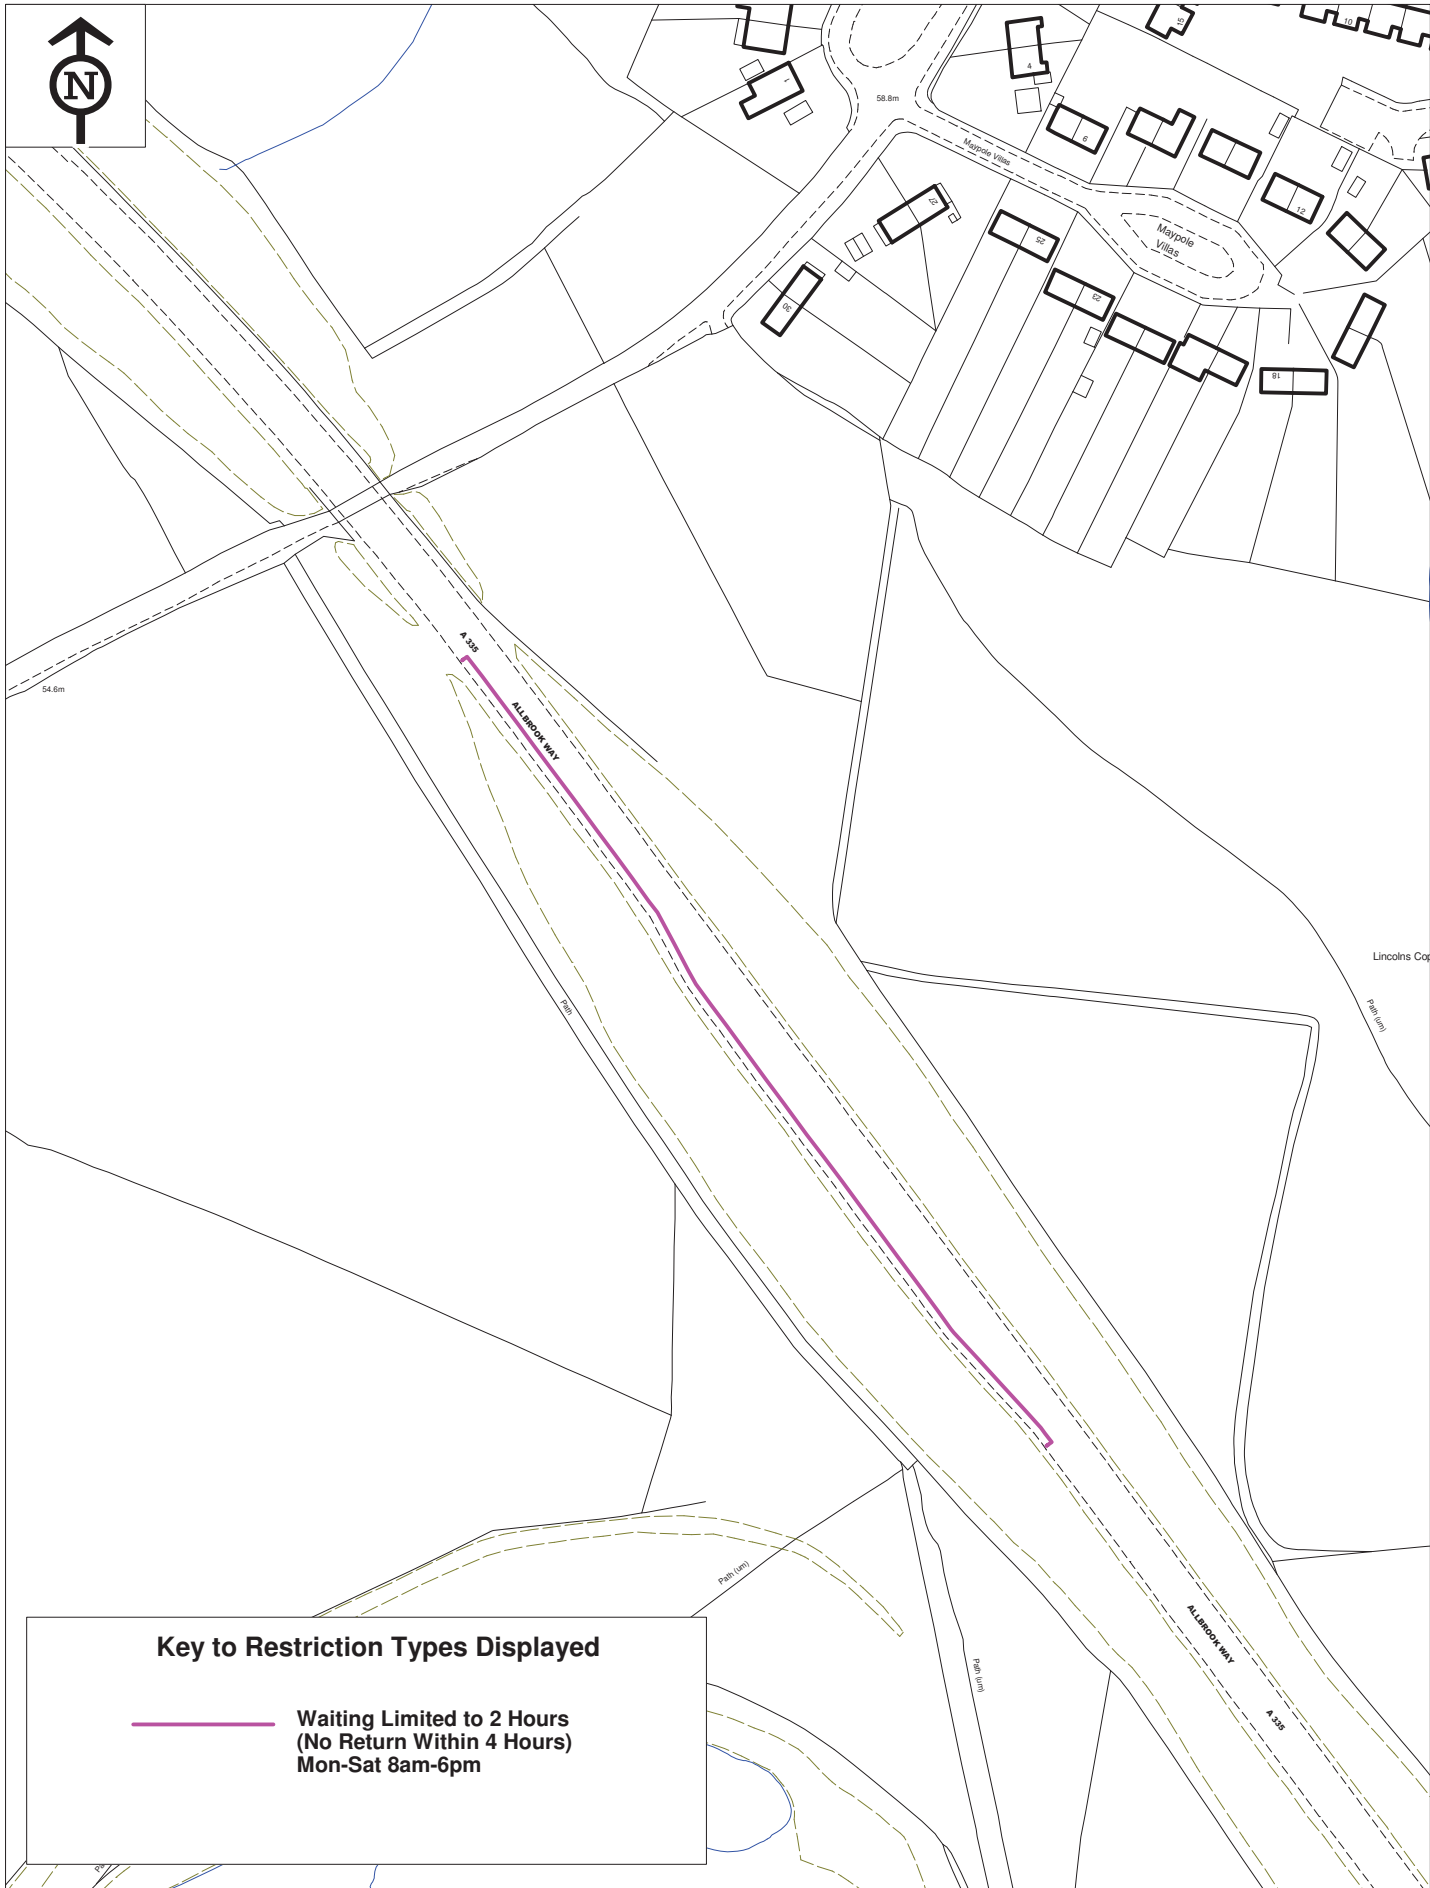 N
15
10
4
1
58.8m
6
Maypole Villas
27
12
25
Maypole
Villas
30
23
18
A 335
54.6m
ALLBROOK WAY
Lincolns Cop
Path
Path (um)
Path (um)
ALLBROOK WAY
Path (um)
A 335
Key to Restriction Types Displayed
Waiting Limited to 2 Hours
(No Return Within 4 Hours)
Mon-Sat 8am-6pm
Pa